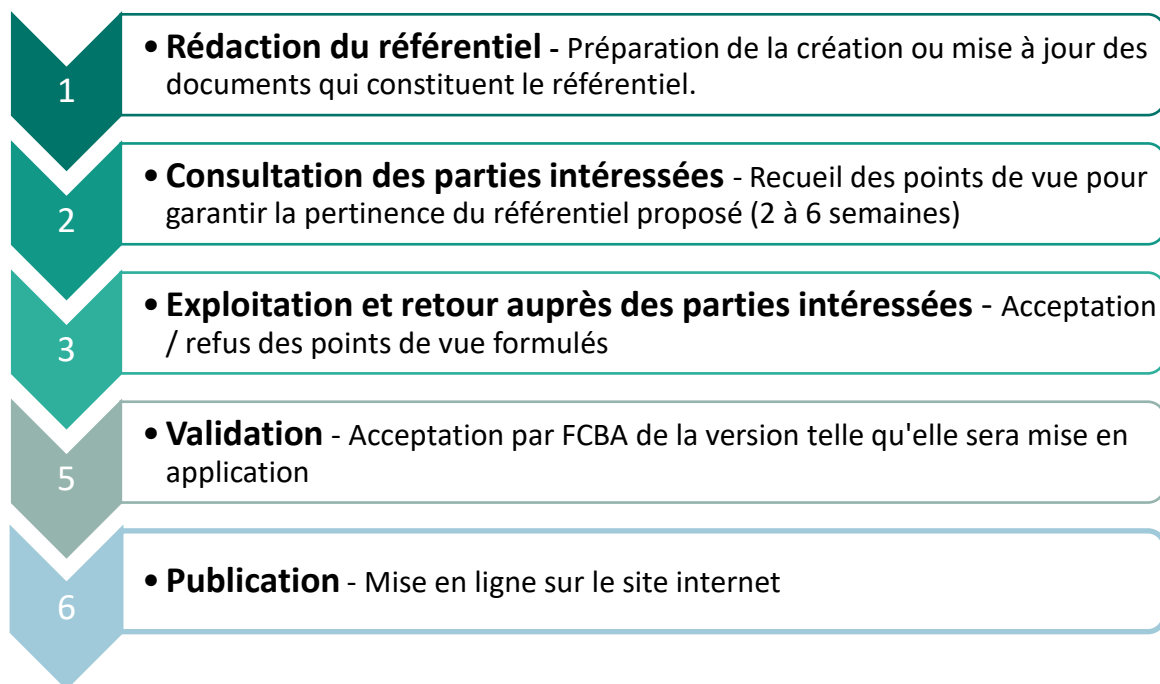 1
• Rédaction du référentiel - Préparation de la création ou mise à jour des
documents qui constituent le référentiel.
2
• Consultation des parties intéressées - Recueil des points de vue pour
garantir la pertinence du référentiel proposé (2 à 6 semaines)
3
• Exploitation et retour auprès des parties intéressées - Acceptation
/ refus des points de vue formulés
5
• Validation - Acceptation par FCBA de la version telle qu'elle sera mise en
application
6
• Publication - Mise en ligne sur le site internet